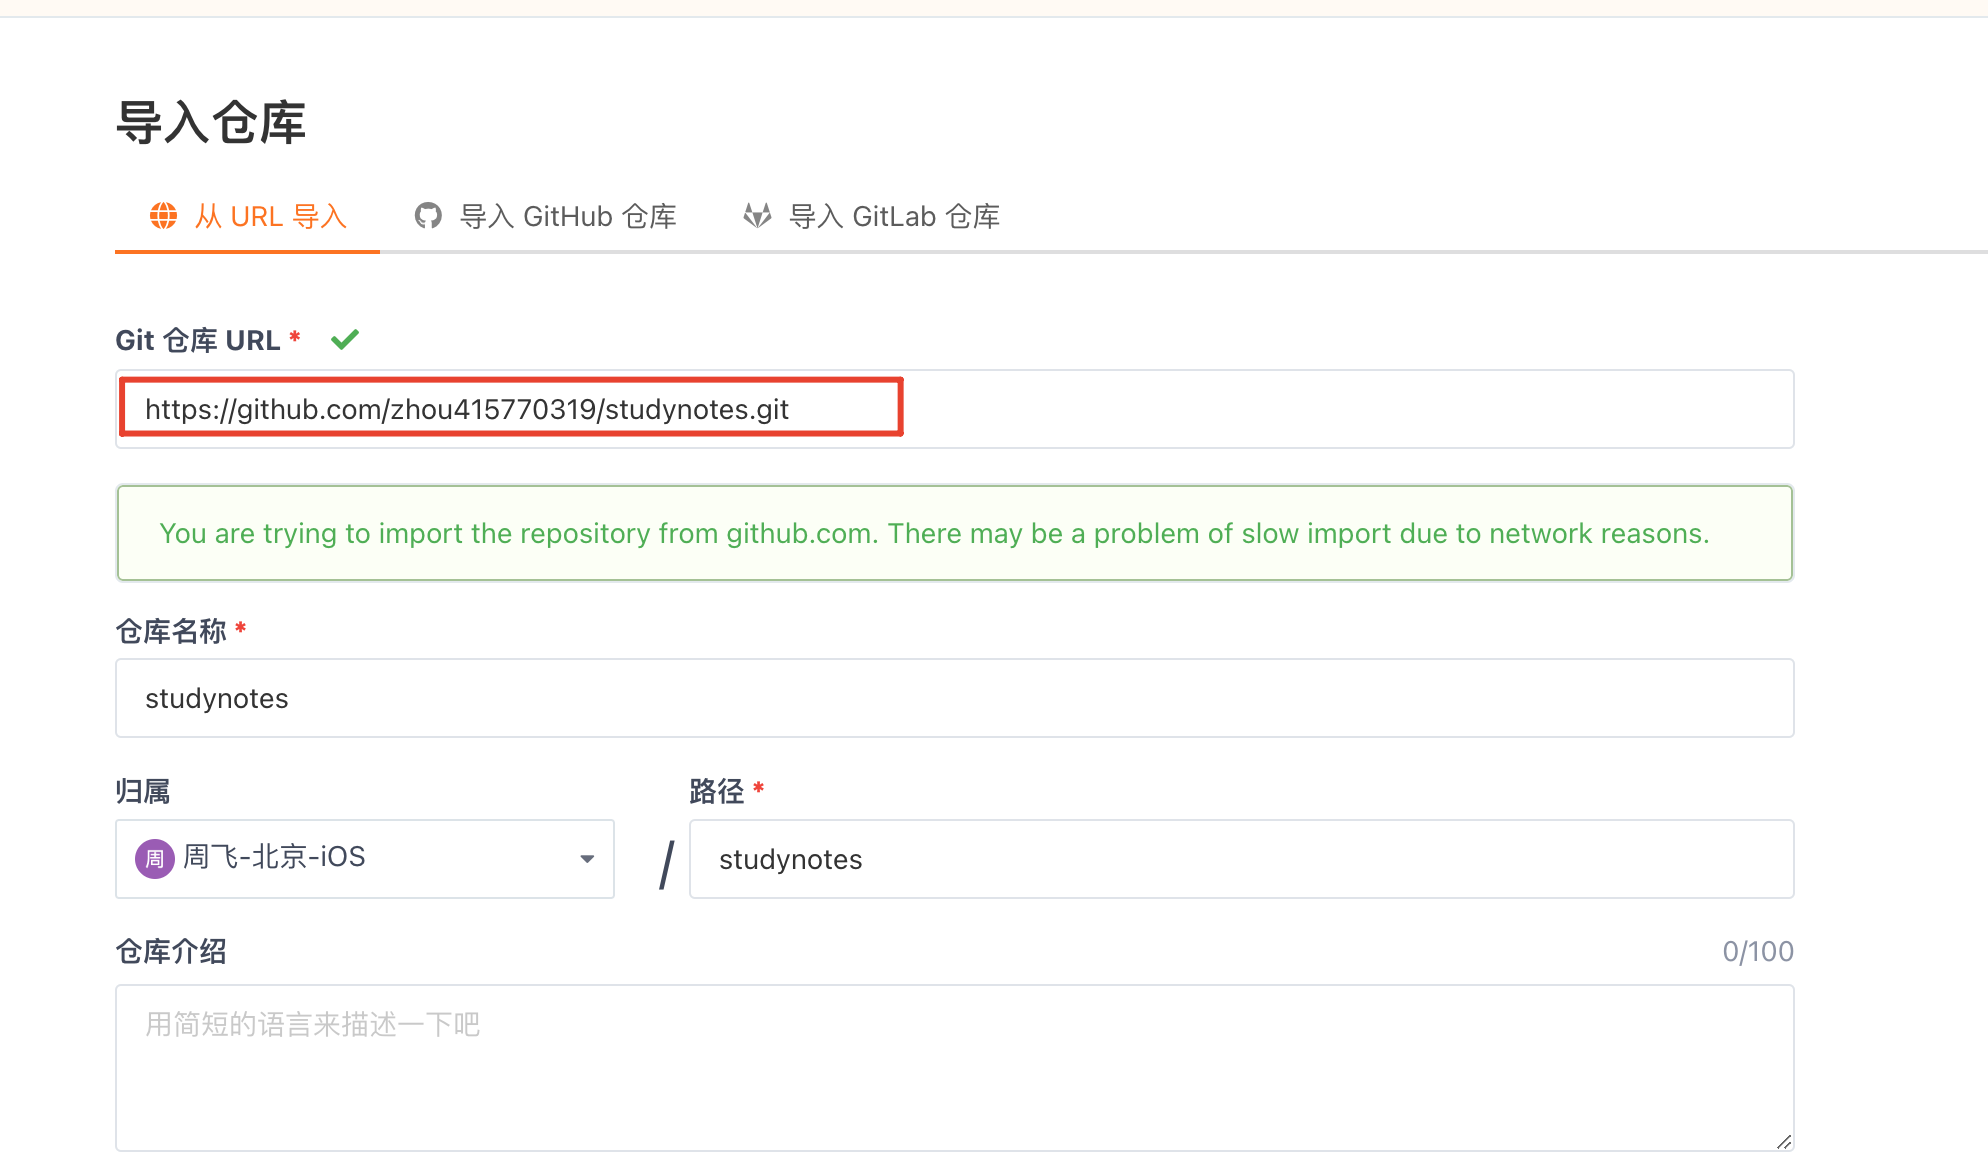 导入仓库
从 URL 导入 导入 GitHub 仓库 导入 GitLab 仓库
Git 仓库 URL *
https://github.com/zhou415770319/studynotes.git
You are trying to import the repository from github.com. There may be a problem of slow import due to network reasons.
仓库名称 *
studynotes
归属 路径 *
周 周飞-北京-iOS / studynotes
仓库介绍 0/100
用简短的语言来描述一下吧